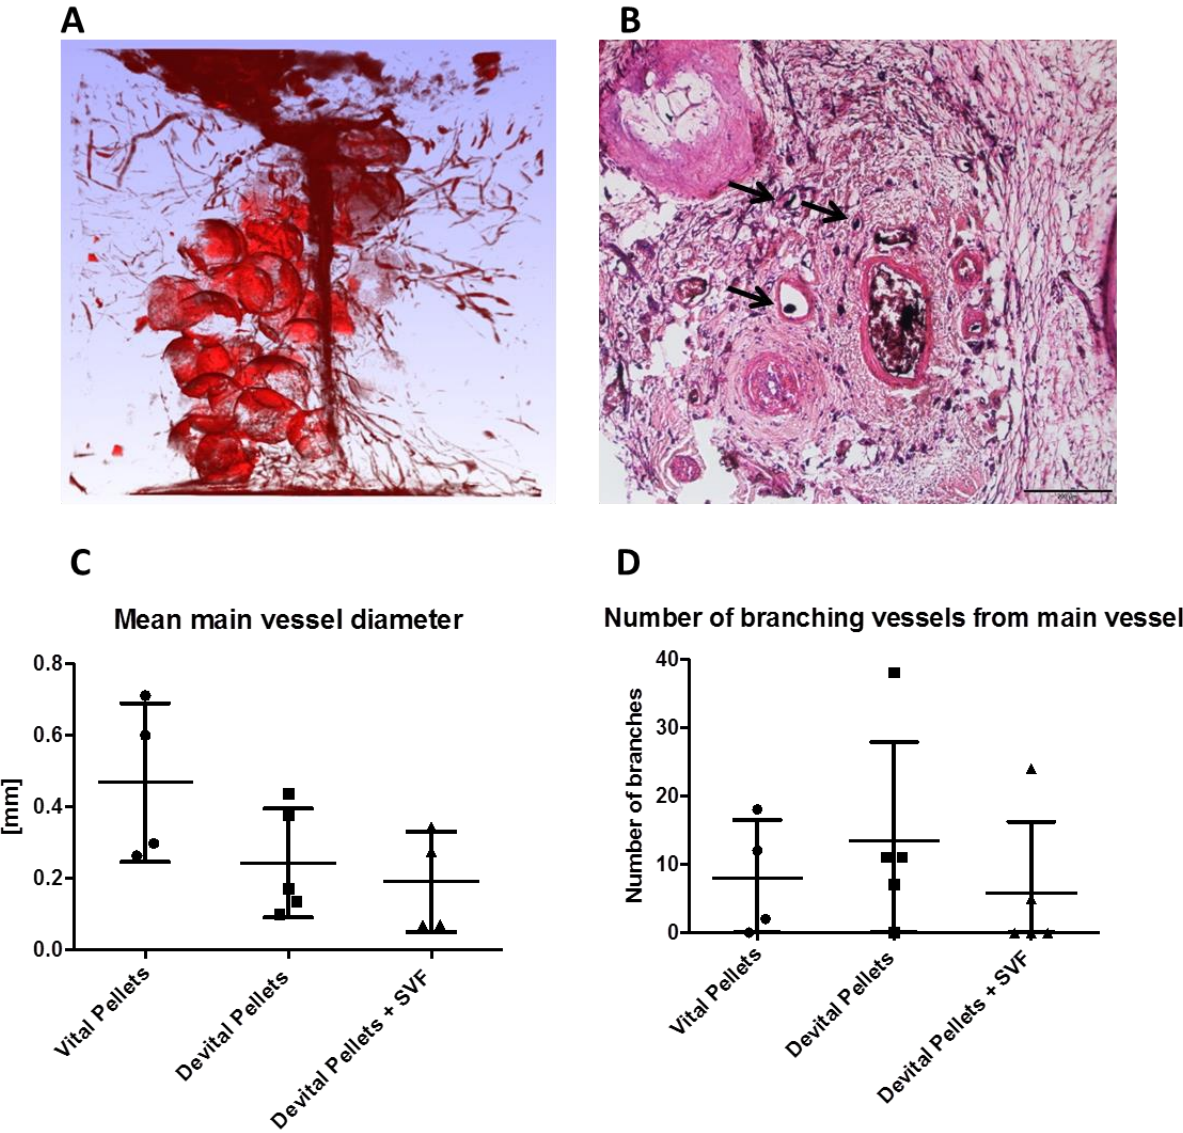 A
B
C
D
Mean main vessel diameter
[mm]
0.8
0.6
0.4
0.2
0.0
Vital Pellets
Devital Pellets
Devital Pellets + SVF
Number of branching vessels from main vessel
Number of branches
40
30
20
10
0
Vital Pellets
Devital Pellets
Devital Pellets + SVF